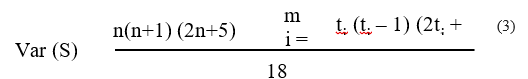 n(n+1) (2n+5) m tᵢ (tᵢ – 1) (2tᵢ + (3)
i =
Var (S)
18